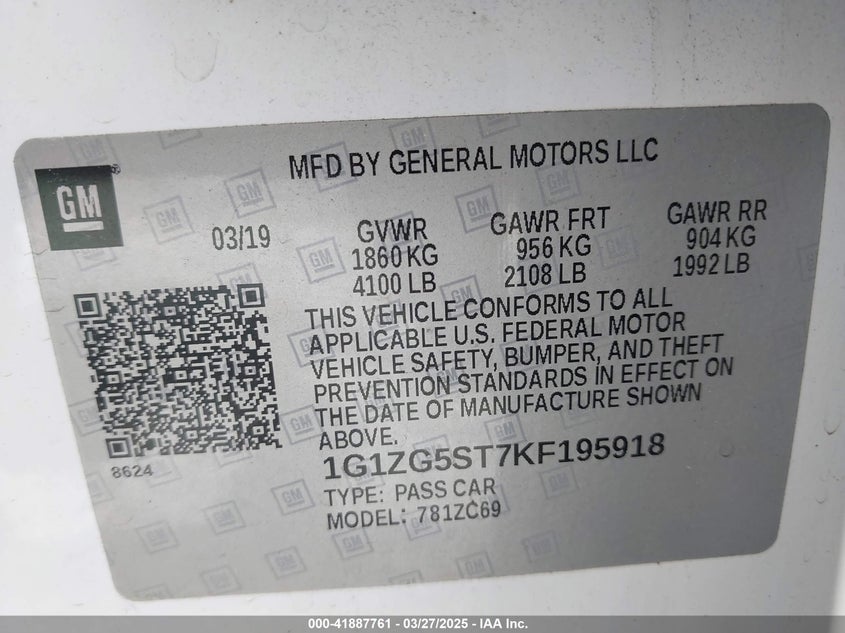 MFD BY GENERAL MOTORS LLC
GM
03/19
GVWR
1860 KG
4100 LB
GAWR FRT
956 KG
2108 LB
GAWR RR
904 KG
1992 LB
THIS VEHICLE CONFORMS TO ALL
APPLICABLE U.S. FEDERAL MOTOR
VEHICLE SAFETY, BUMPER, AND THEFT
PREVENTION STANDARDS IN EFFECT ON
THE DATE OF MANUFACTURE SHOWN
ABOVE.
8624
1G1ZG5ST7KF195918
TYPE: PASS CAR
MODEL: 781ZC69
000-41887761 - 03/27/2025 - IAA Inc.